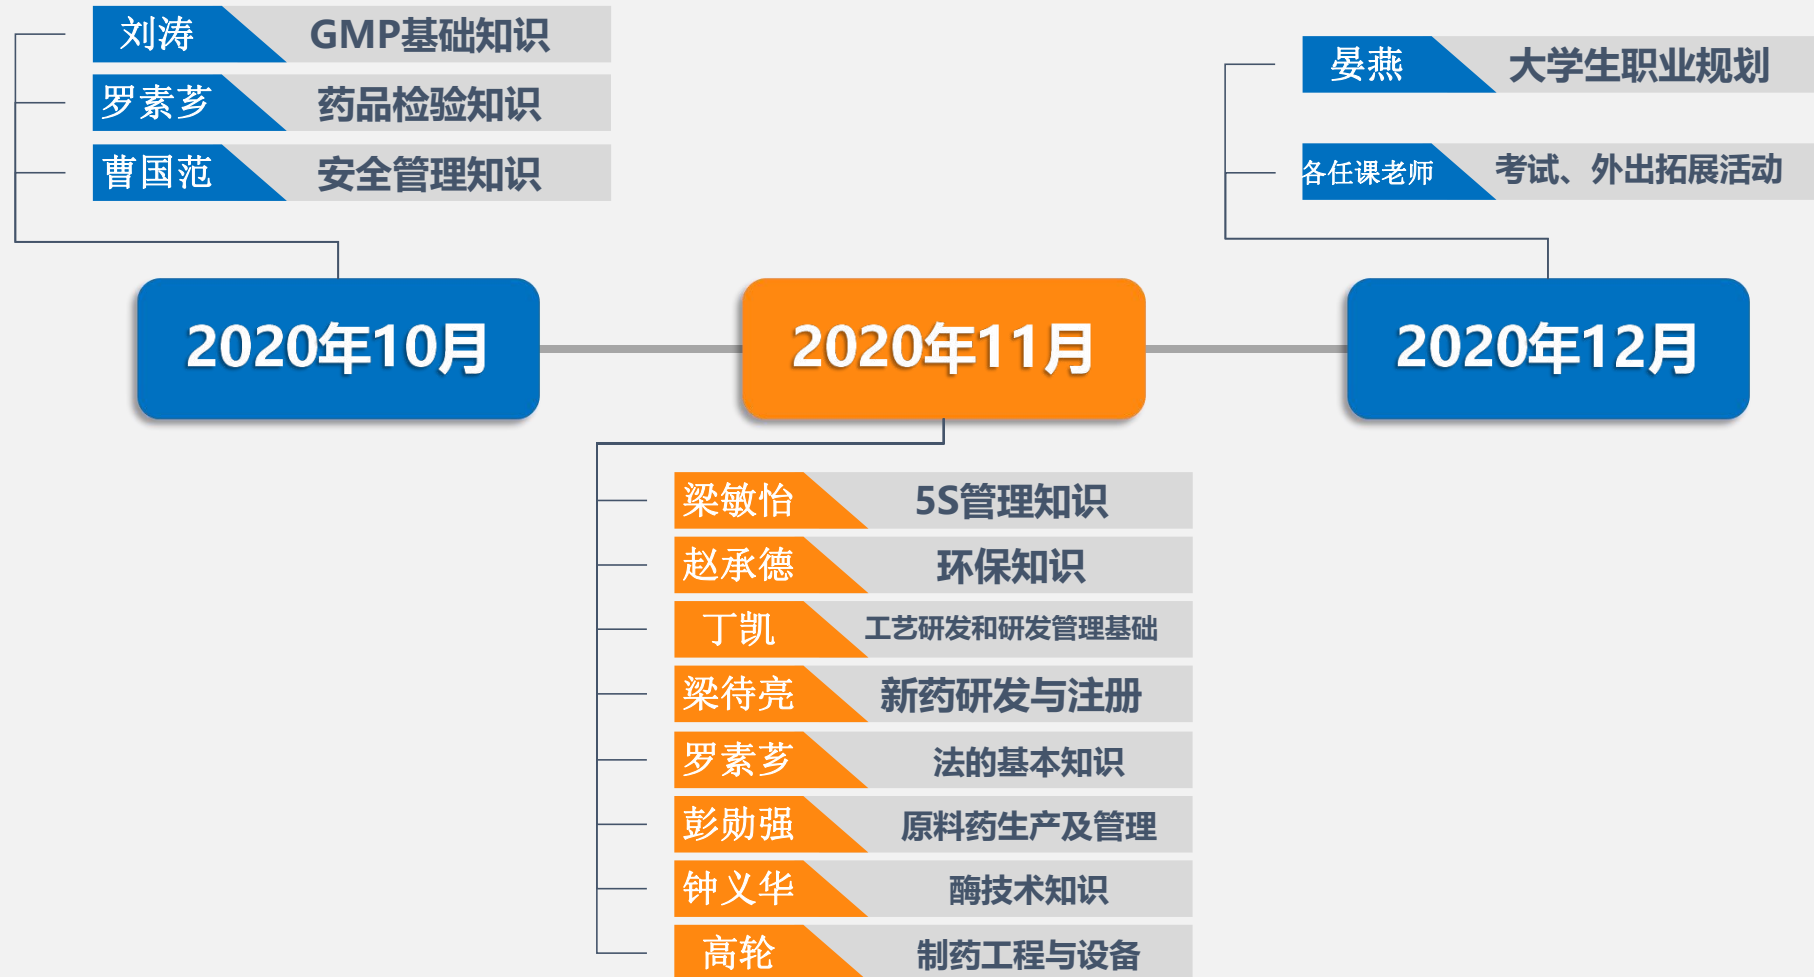 刘涛 GMP基础知识
罗素芗 药品检验知识
曹国范 安全管理知识
晏燕 大学生职业规划
各任课老师 考试、外出拓展活动
2020年10月
2020年11月
2020年12月
梁敏怡 5S管理知识
赵承德 环保知识
丁凯 工艺研发和研发管理基础
梁待亮 新药研发与注册
罗素芗 法的基本知识
彭勋强 原料药生产及管理
钟义华 酶技术知识
高轮 制药工程与设备